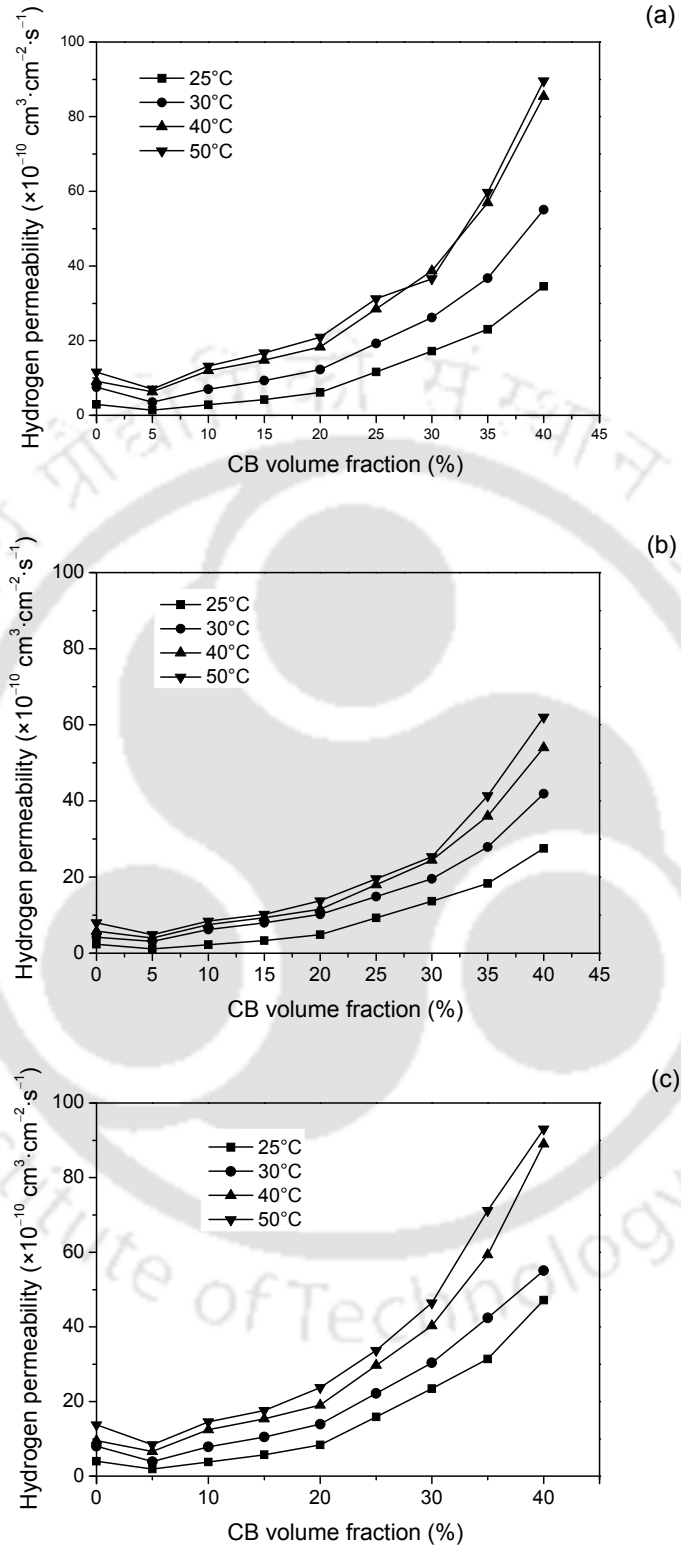 (a)
Hydrogen permeability (×10⁻¹⁰ cm³·cm⁻²·s⁻¹)
100
80
60
40
20
0
25°C
30°C
40°C
50°C
0 5 10 15 20 25 30 35 40 45
CB volume fraction (%)
(b)
Hydrogen permeability (×10⁻¹⁰ cm³·cm⁻²·s⁻¹)
100
80
60
40
20
0
25°C
30°C
40°C
50°C
0 5 10 15 20 25 30 35 40 45
CB volume fraction (%)
(c)
Hydrogen permeability (×10⁻¹⁰ cm³·cm⁻²·s⁻¹)
100
80
60
40
20
0
25°C
30°C
40°C
50°C
0 10 20 30 40
CB volume fraction (%)
of Technology